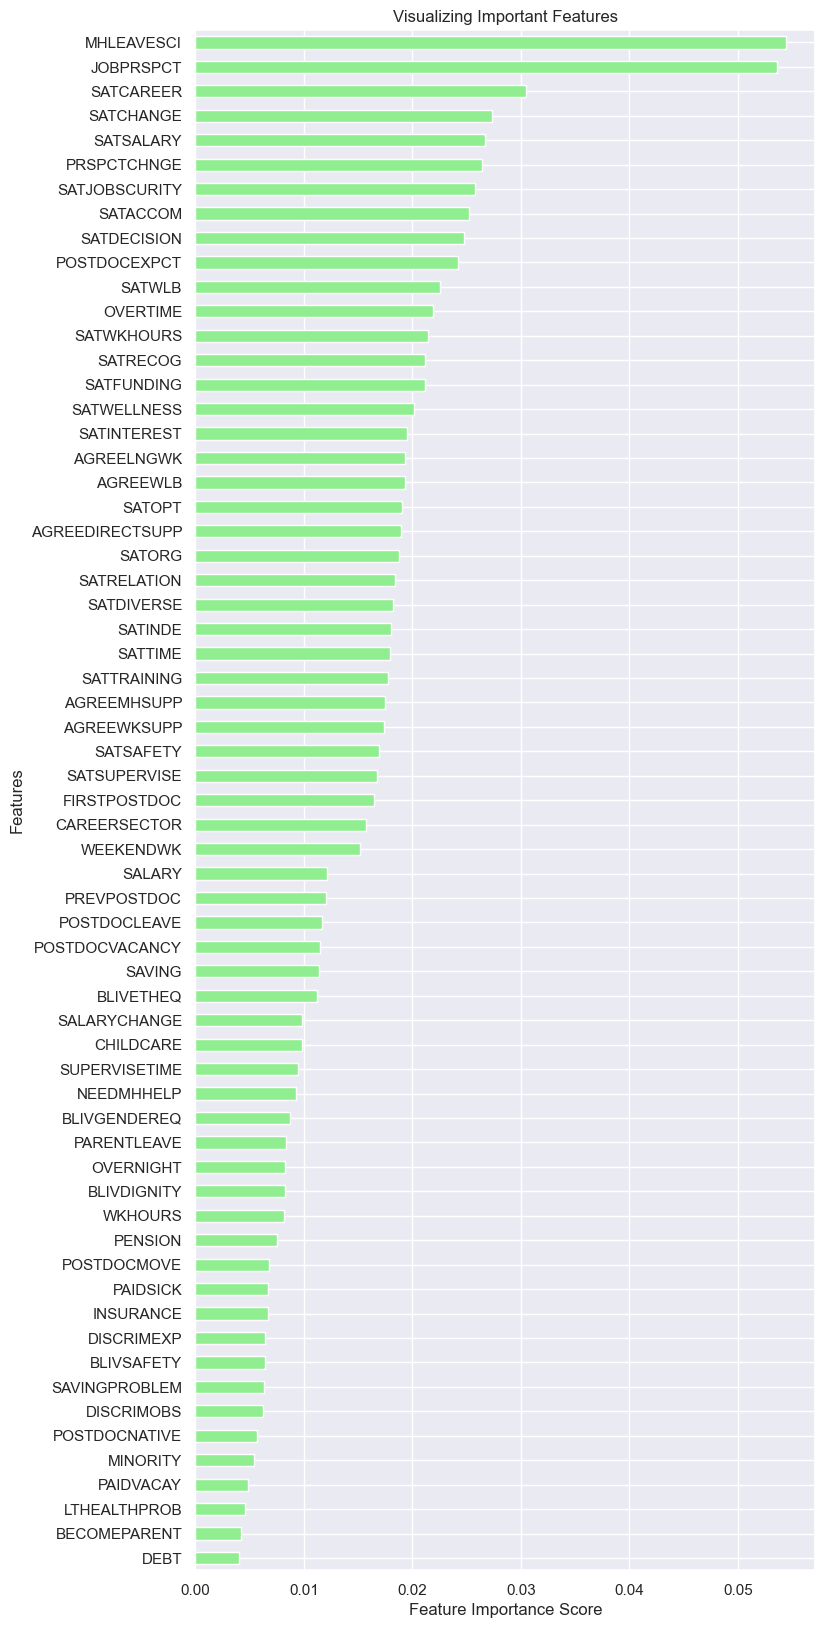 Visualizing Important Features
MHLEAVESCI
JOBPRSPCT
SATCAREER
SATCHANGE
SATSALARY
PRSPCTCHNGE
SATJOBSCURITY
SATACCOM
SATDECISION
POSTDOCEXPCT
SATWLB
OVERTIME
SATWKHOURS
SATRECOG
SATFUNDING
SATWELLNESS
SATINTEREST
AGREELNGWK
AGREEWLB
SATOPT
AGREEDIRECTSUPP
SATORG
SATRELATION
SATDIVERSE
SATINDE
SATTIME
SATTRAINING
AGREEMHSUPP
AGREEWKSUPP
SATSAFETY
SATSUPERVISE
FIRSTPOSTDOC
CAREERSECTOR
WEEKENDWK
SALARY
PREVPOSTDOC
POSTDOCLEAVE
POSTDOCVACANCY
SAVING
BLIVETHEQ
SALARYCHANGE
CHILDCARE
SUPERVISETIME
NEEDMHHELP
BLIVGENDEREQ
PARENTLEAVE
OVERNIGHT
BLIVDIGNITY
WKHOURS
PENSION
POSTDOCMOVE
PAIDSICK
INSURANCE
DISCRIMEXP
BLIVSAFETY
SAVINGPROBLEM
DISCRIMOBS
POSTDOCNATIVE
MINORITY
PAIDVACAY
LTHEALTHPROB
BECOMEPARENT
DEBT
Features
0.00 0.01 0.02 0.03 0.04 0.05
Feature Importance Score